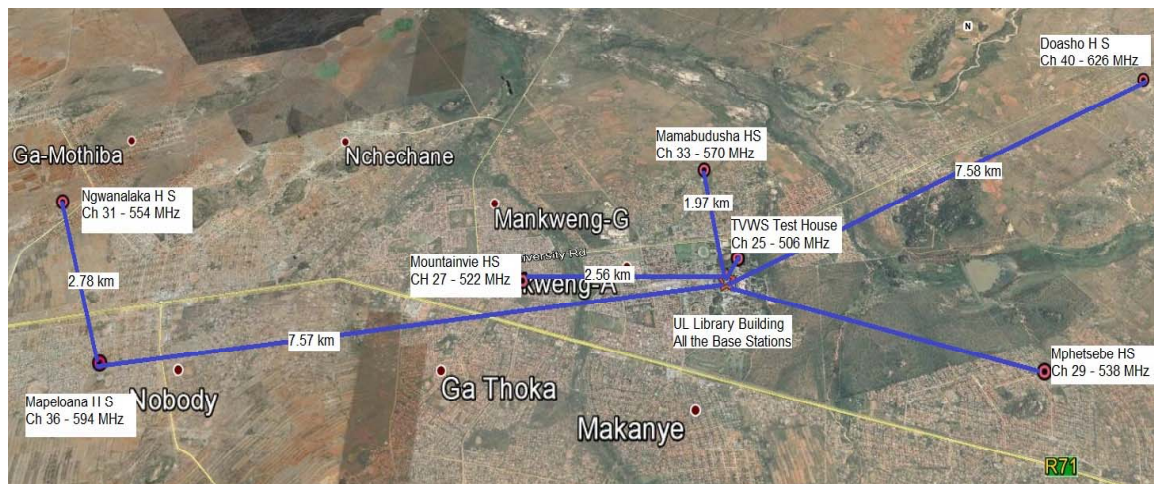 N
Doasho H S
Ch 40 - 626 MHz
Mamabudusha HS
Ch 33 - 570 MHz
Ga-Mothiba
Nchechane
7.58 km
Ngwanalaka H S
Ch 31 - 554 MHz
1.97 km
Mankweng-G
TVWS Test House
Ch 25 - 506 MHz
University Rd
Mountainvie HS
CH 27 - 522 MHz
2.78 km
2.56 km
kweng-A
7.57 km
UL Library Building
All the Base Stations
Mphetsebe HS
Ch 29 - 538 MHz
Nobody
Ga Thoka
Mapeloana H S
Ch 36 - 594 MHz
Makanye
R71